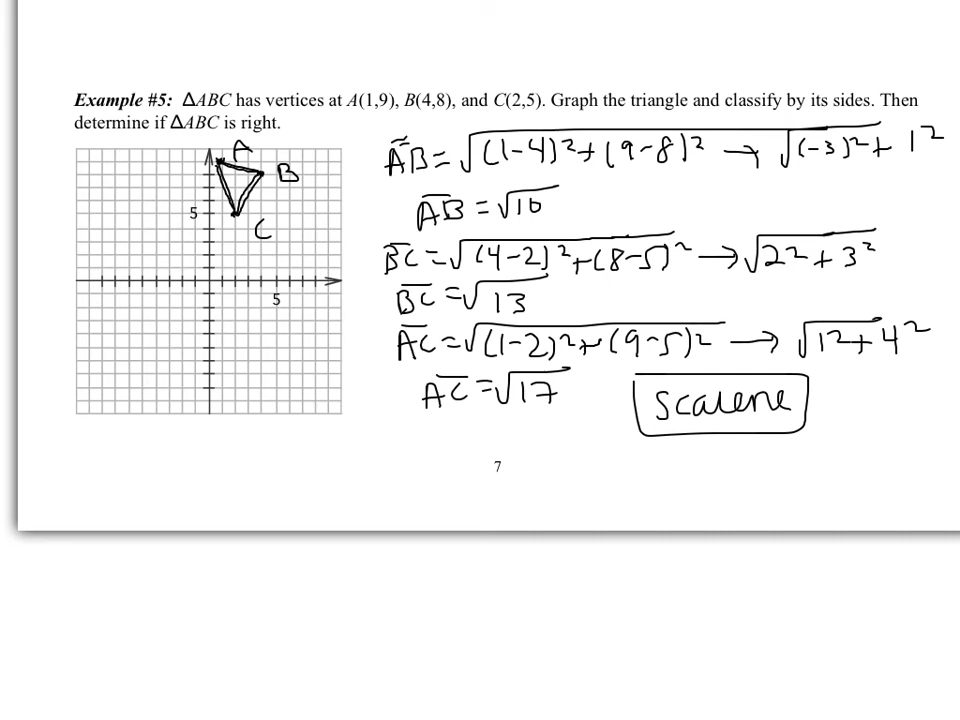 Example #5: ΔABC has vertices at A(1,9), B(4,8), and C(2,5). Graph the triangle and classify by its sides. Then
determine if ΔABC is right.
A
B
C
5
5
AB = √(1-4)²+(9-8)² → √(-3)²+1²
AB = √10
BC = √(4-2)²+(8-5)² → √2²+3²
BC = √13
AC = √(1-2)²+(9-5)² → √12+4²
AC = √17
Scalene
7